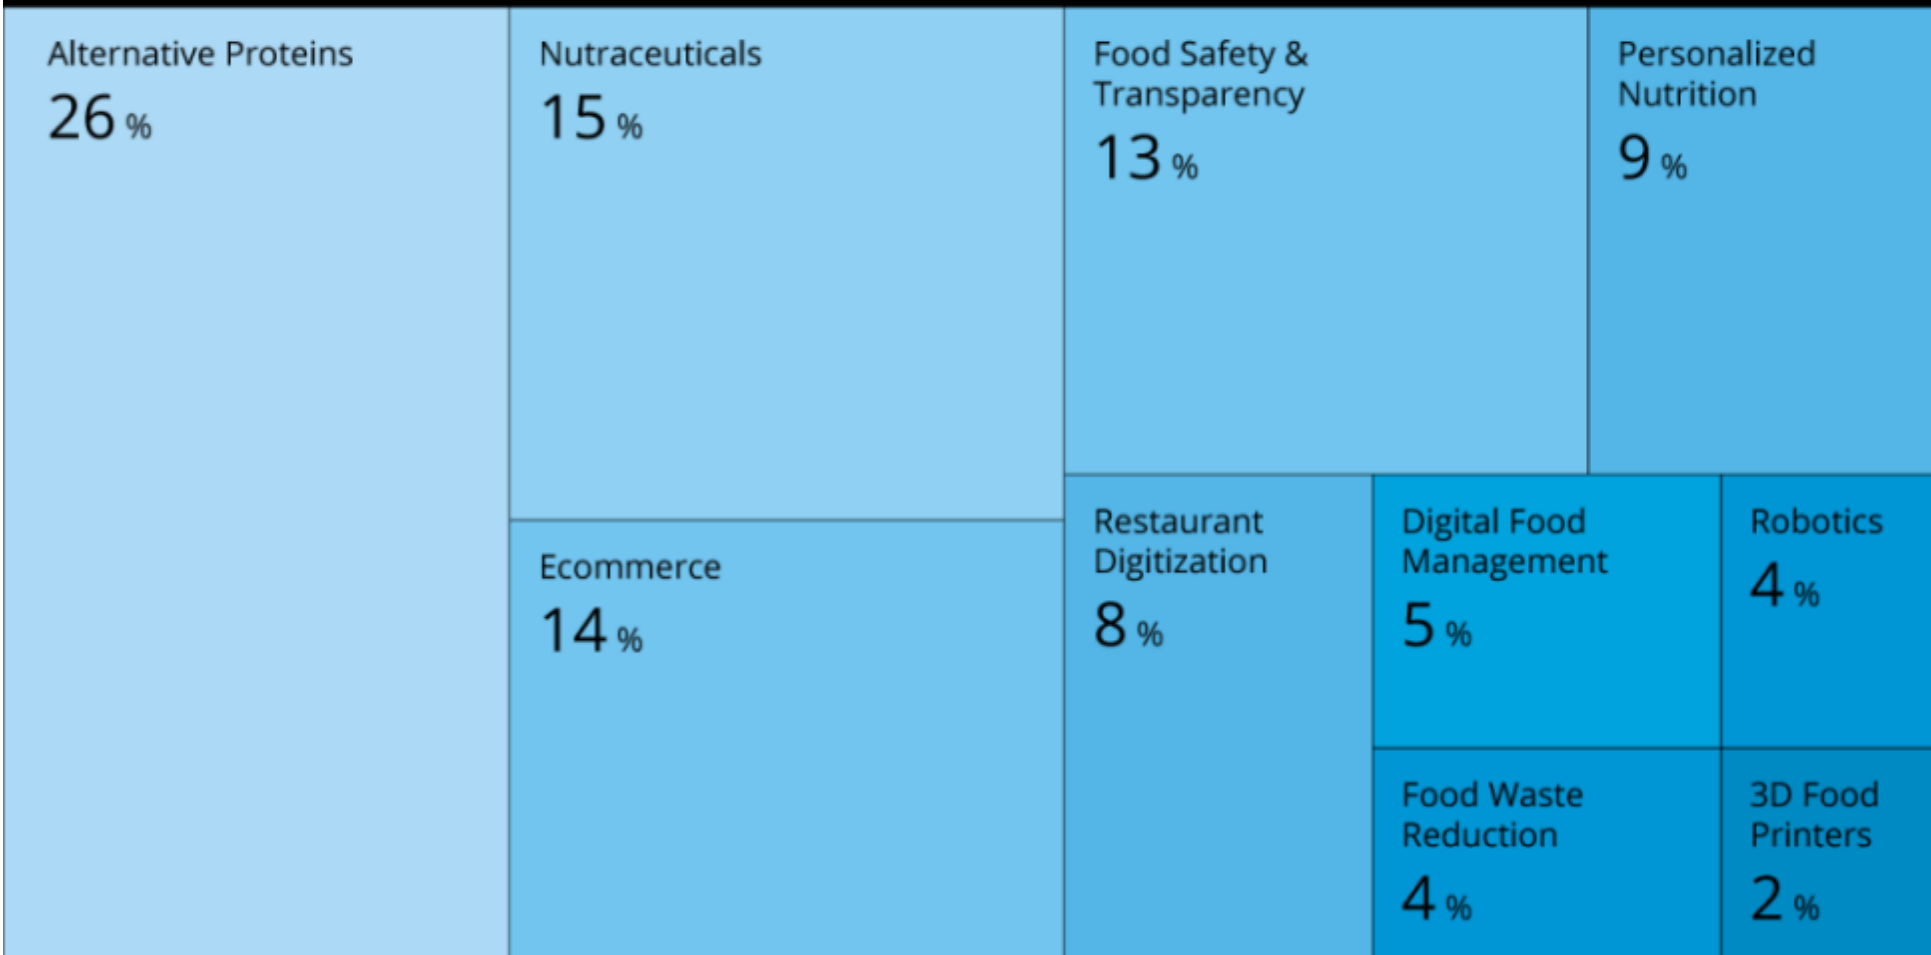 Alternative Proteins
26 %
Nutraceuticals
15 %
Ecommerce
14 %
Food Safety &
Transparency
13 %
Personalized
Nutrition
9 %
Restaurant
Digitization
8 %
Digital Food
Management
5 %
Robotics
4 %
Food Waste
Reduction
4 %
3D Food
Printers
2 %